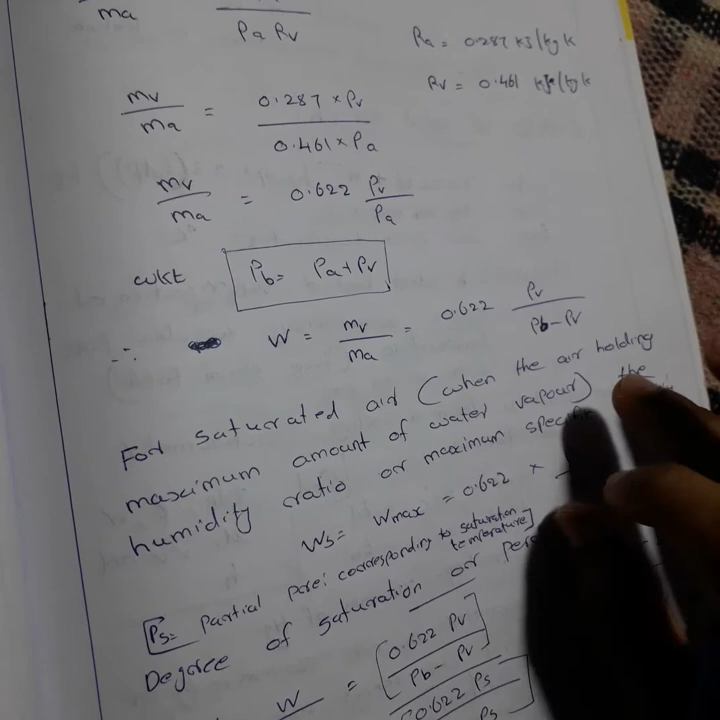 ma
Pa Rv
Ra = 0.287 KJ/kg K
Rv = 0.461 KJ/kg K
mv/ma = 0.287 × Pv / 0.461 × Pa
mv/ma = 0.622 Pv/Pa
WKT Pb = Pa + Pv
∴ W = mv/ma = 0.622 Pv / Pb - Pv
For saturated air (when the air holding
maximum amount of water vapour) the
humidity ratio or maximum
Ws = Wmax = 0.622 ×
[Ps = Partial pre: corresponding to saturation
temperature]
Degree of saturation or
W = [0.622 Pv / Pb - Pv]
0.622 Ps
Ps